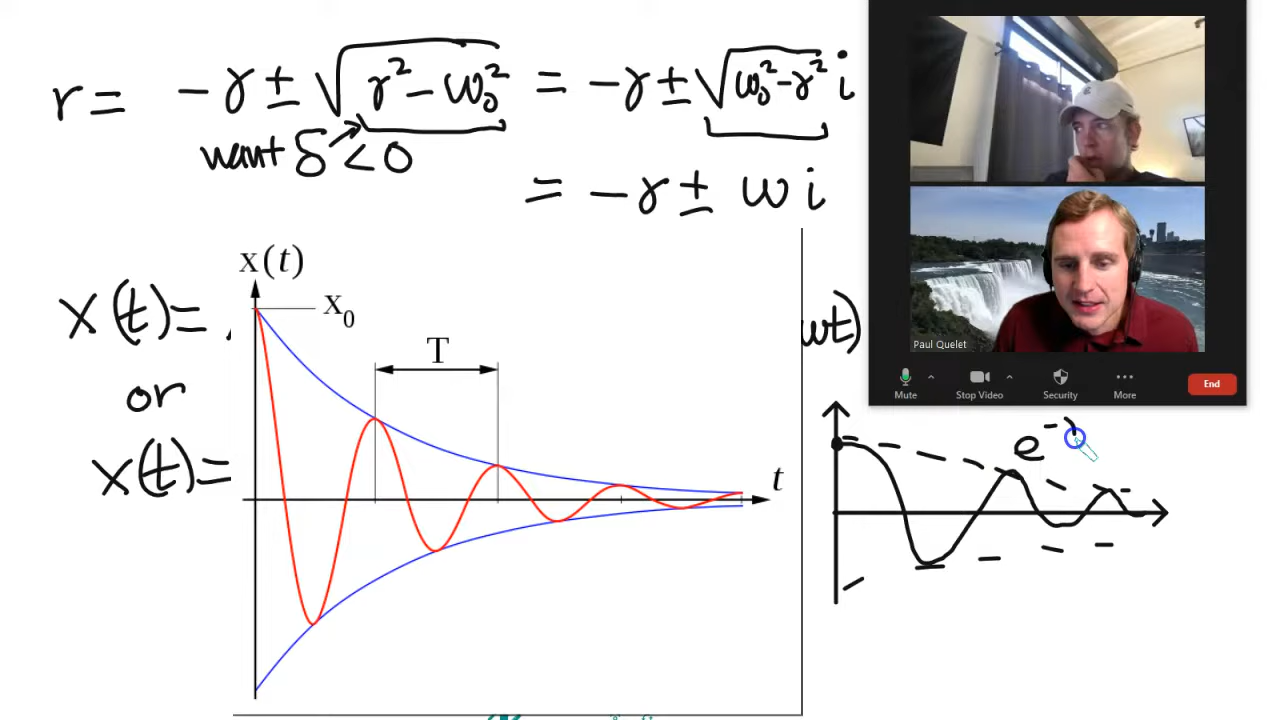 r = -γ ± √(γ² - ω₀²) = -γ ± √(ω₀² - γ²) i
want δ < 0
= -γ ± ω i
x(t)=
ωt)
or
x(t)=
x(t)
x₀
T
t
e⁻
Paul Quelet
Mute
Stop Video
Security
More
End